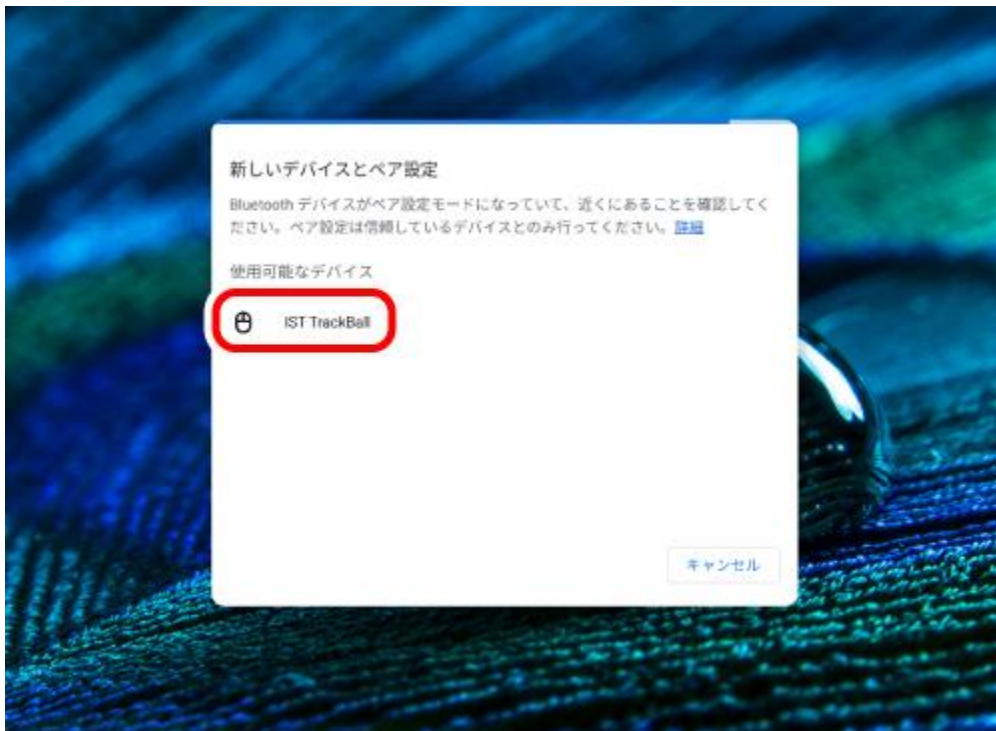 新しいデバイスとペア設定
Bluetooth デバイスがペア設定モードになっていて、近くにあることを確認してく
ださい。ペア設定は信頼しているデバイスとのみ行ってください。詳細
使用可能なデバイス
IST TrackBall
キャンセル